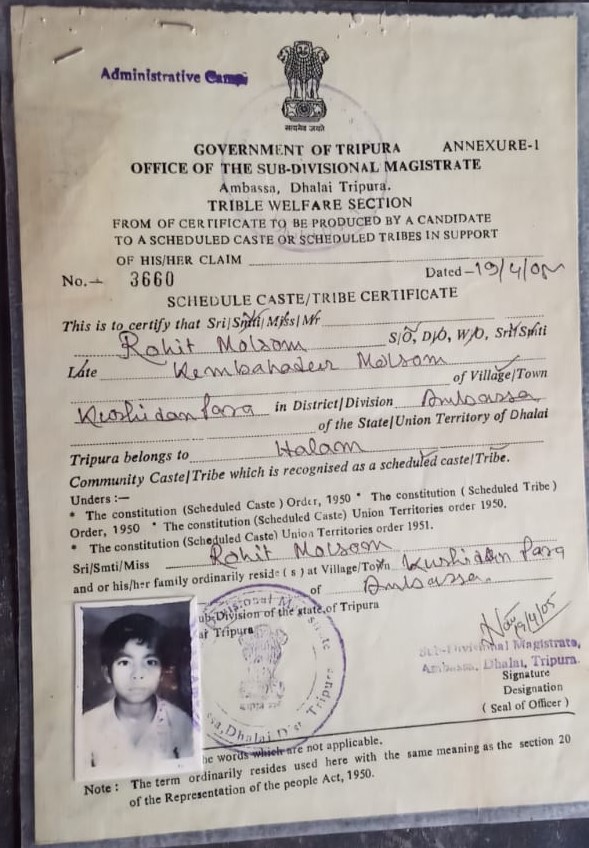 Administrative Camp
सत्यमेव जयते
GOVERNMENT OF TRIPURA ANNEXURE-1
OFFICE OF THE SUB-DIVISIONAL MAGISTRATE
Ambassa, Dhalai Tripura.
TRIBLE WELFARE SECTION
FROM OF CERTIFICATE TO BE PRODUCED BY A CANDIDATE
TO A SCHEDULED CASTE OR SCHEDULED TRIBES IN SUPPORT
OF HIS/HER CLAIM
No.- 3660 Dated-19/4/05
SCHEDULE CASTE/TRIBE CERTIFICATE
This is to certify that Sri/Smti/Miss/Mr
Rohit Molsom S/O, D/O, W/O, Sri/Smti
Late Kembahadur Molsom of Village/Town
Kushidan Para in District/Division Ambassa
of the State/Union Territory of Dhalai
Tripura belongs to Halam
Community Caste/Tribe which is recognised as a scheduled caste/Tribe.
Unders :—
* The constitution (Scheduled Caste ) Order, 1950 * The constitution ( Scheduled Tribe )
Order, 1950 * The constitution (Scheduled Caste) Union Territories order 1950.
* The constitution (Scheduled Caste) Union Territories order 1951.
Sri/Smti/Miss Rohit Molsom
and or his/her family ordinarily reside ( s ) at Village/Town Kushidan Para
of Ambassa.
ub-Division of the state,of Tripura
ar Tripura
19/4/05
Sub-Divisional Magistrate,
Ambassa, Dhalai, Tripura.
Signature
Designation
( Seal of Officer )
he words which are not applicable.
Note : The term ordinarily resides used here with the same meaning as the section 20
of the Representation of the people Act, 1950.